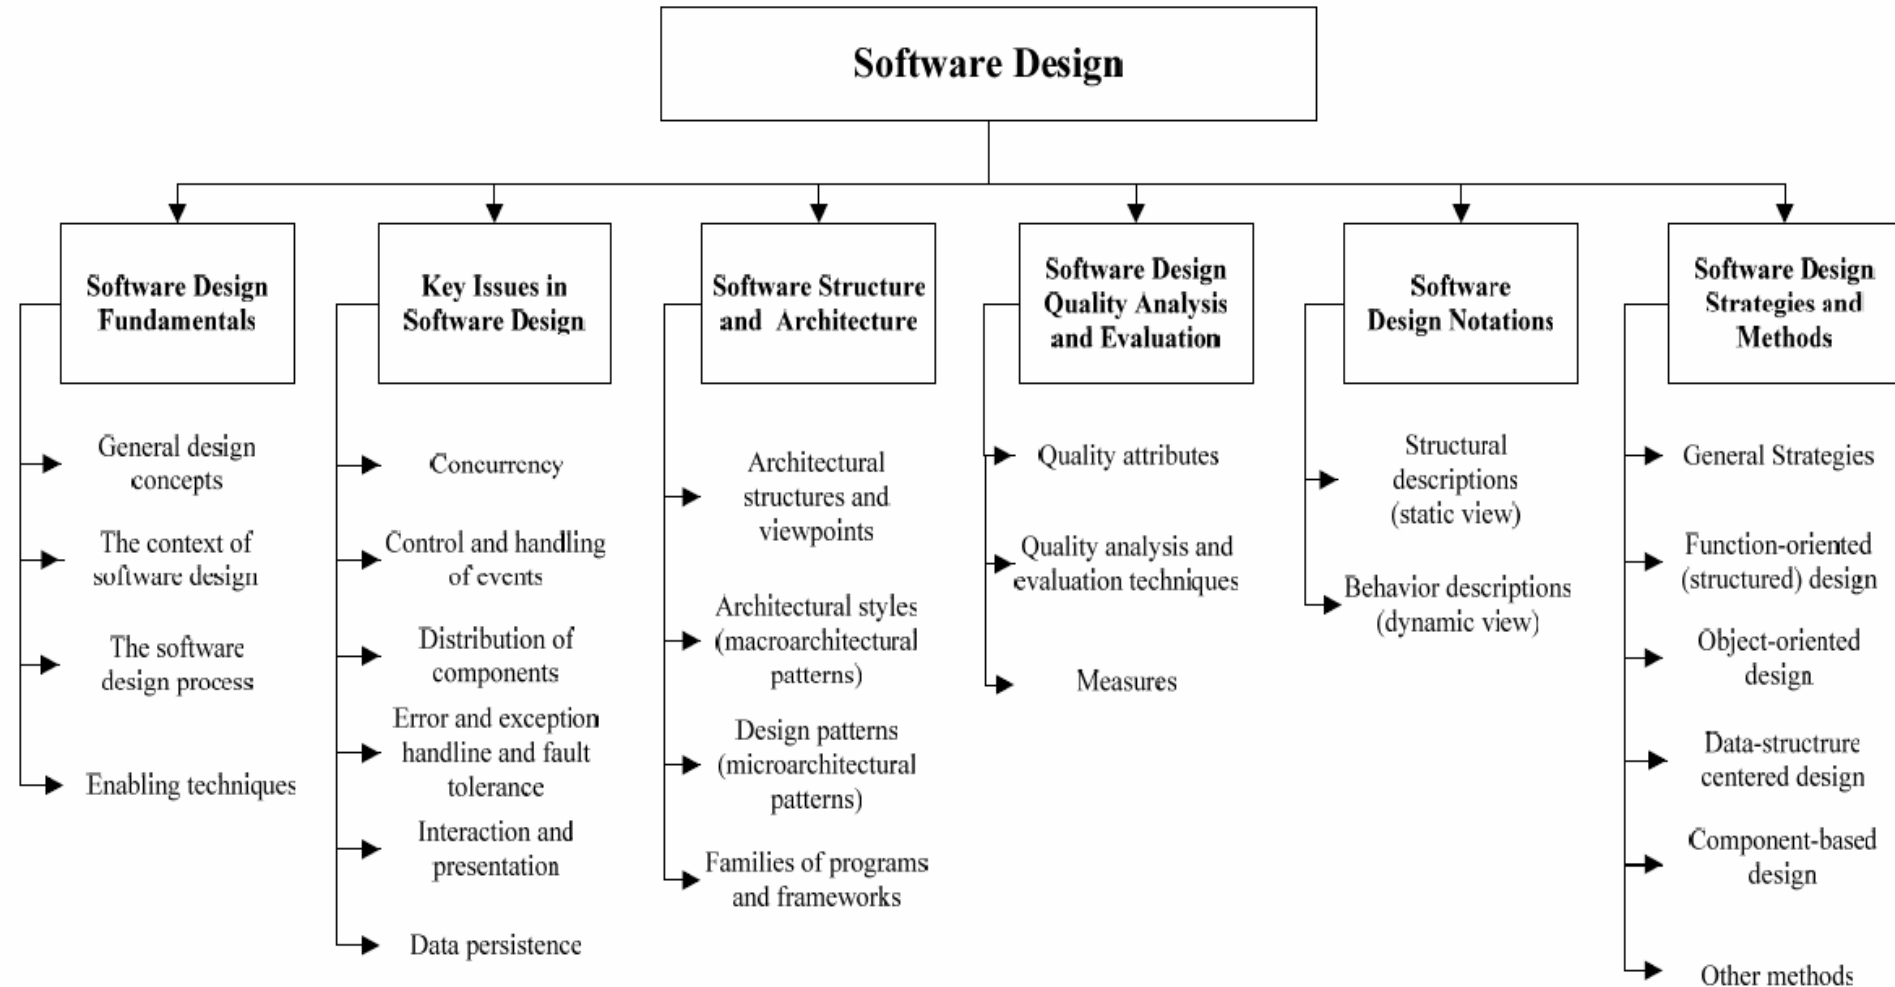 Software Design
Software Design
Fundamentals
General design
concepts
The context of
software design
The software
design process
Enabling techniques
Key Issues in
Software Design
Concurrency
Control and handling
of events
Distribution of
components
Error and exception
handline and fault
tolerance
Interaction and
presentation
Data persistence
Software Structure
and Architecture
Architectural
structures and
viewpoints
Architectural styles
(macroarchitectural
patterns)
Design patterns
(microarchitectural
patterns)
Families of programs
and frameworks
Software Design
Quality Analysis
and Evaluation
Quality attributes
Quality analysis and
evaluation techniques
Measures
Software
Design Notations
Structural
descriptions
(static view)
Behavior descriptions
(dynamic view)
Software Design
Strategies and
Methods
General Strategies
Function-oriented
(structured) design
Object-oriented
design
Data-structrure
centered design
Component-based
design
Other methods